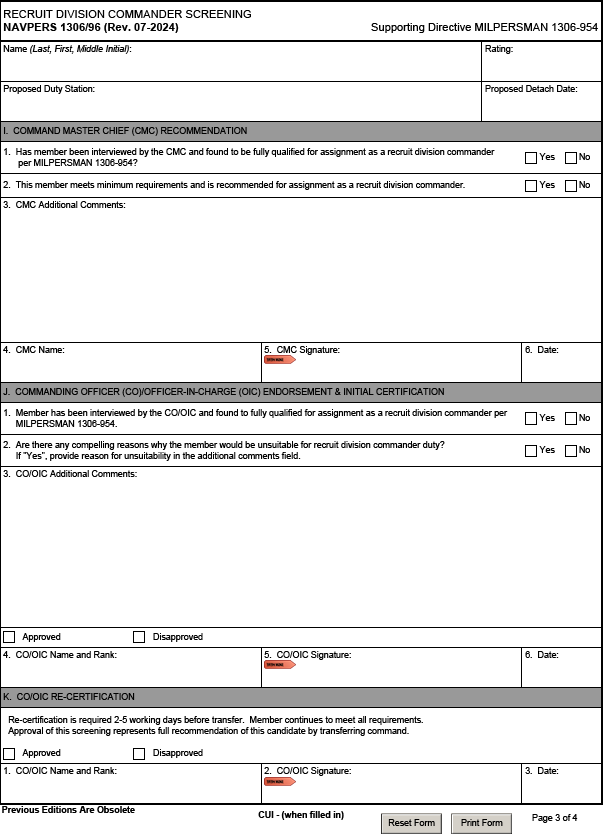 RECRUIT DIVISION COMMANDER SCREENING
NAVPERS 1306/96 (Rev. 07-2024) Supporting Directive MILPERSMAN 1306-954
Name (Last, First, Middle Initial): Rating:
Proposed Duty Station: Proposed Detach Date:
I. COMMAND MASTER CHIEF (CMC) RECOMMENDATION
1. Has member been interviewed by the CMC and found to be fully qualified for assignment as a recruit division commander
per MILPERSMAN 1306-954? Yes No
2. This member meets minimum requirements and is recommended for assignment as a recruit division commander. Yes No
3. CMC Additional Comments:
4. CMC Name: 5. CMC Signature: 6. Date:
J. COMMANDING OFFICER (CO)/OFFICER-IN-CHARGE (OIC) ENDORSEMENT & INITIAL CERTIFICATION
1. Member has been interviewed by the CO/OIC and found to fully qualified for assignment as a recruit division commander per
MILPERSMAN 1306-954. Yes No
2. Are there any compelling reasons why the member would be unsuitable for recruit division commander duty?
If "Yes", provide reason for unsuitability in the additional comments field. Yes No
3. CO/OIC Additional Comments:
Approved Disapproved
4. CO/OIC Name and Rank: 5. CO/OIC Signature: 6. Date:
K. CO/OIC RE-CERTIFICATION
Re-certification is required 2-5 working days before transfer. Member continues to meet all requirements.
Approval of this screening represents full recommendation of this candidate by transferring command.
Approved Disapproved
1. CO/OIC Name and Rank: 2. CO/OIC Signature: 3. Date:
Previous Editions Are Obsolete
CUI - (when filled in) Reset Form Print Form Page 3 of 4